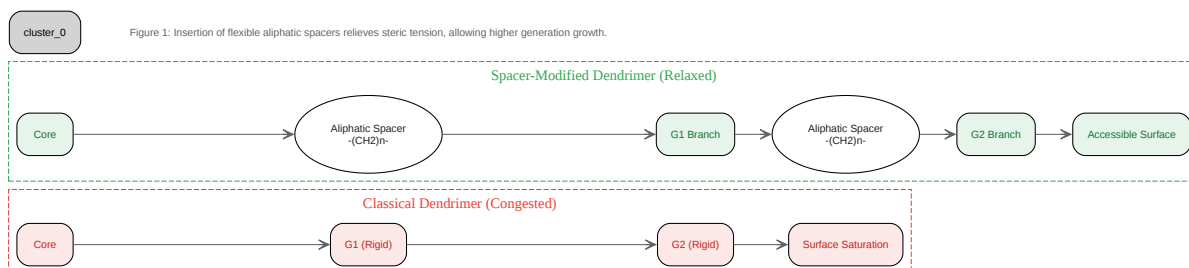 cluster_0
Figure 1: Insertion of flexible aliphatic spacers relieves steric tension, allowing higher generation growth.
Spacer-Modified Dendrimer (Relaxed)
Core
Aliphatic Spacer
-(CH2)n-
G1 Branch
Aliphatic Spacer
-(CH2)n-
G2 Branch
Accessible Surface
Classical Dendrimer (Congested)
Core
G1 (Rigid)
G2 (Rigid)
Surface Saturation